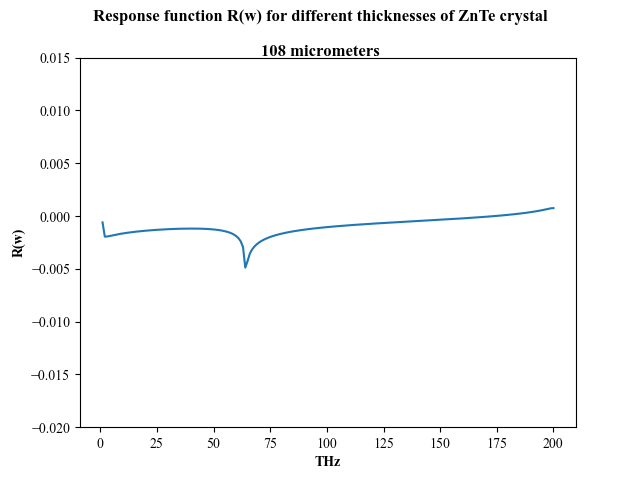 Response function R(w) for different thicknesses of ZnTe crystal
108 micrometers
0.015
0.010
0.005
0.000
−0.005
−0.010
−0.015
−0.020
R(w)
0 25 50 75 100 125 150 175 200
THz